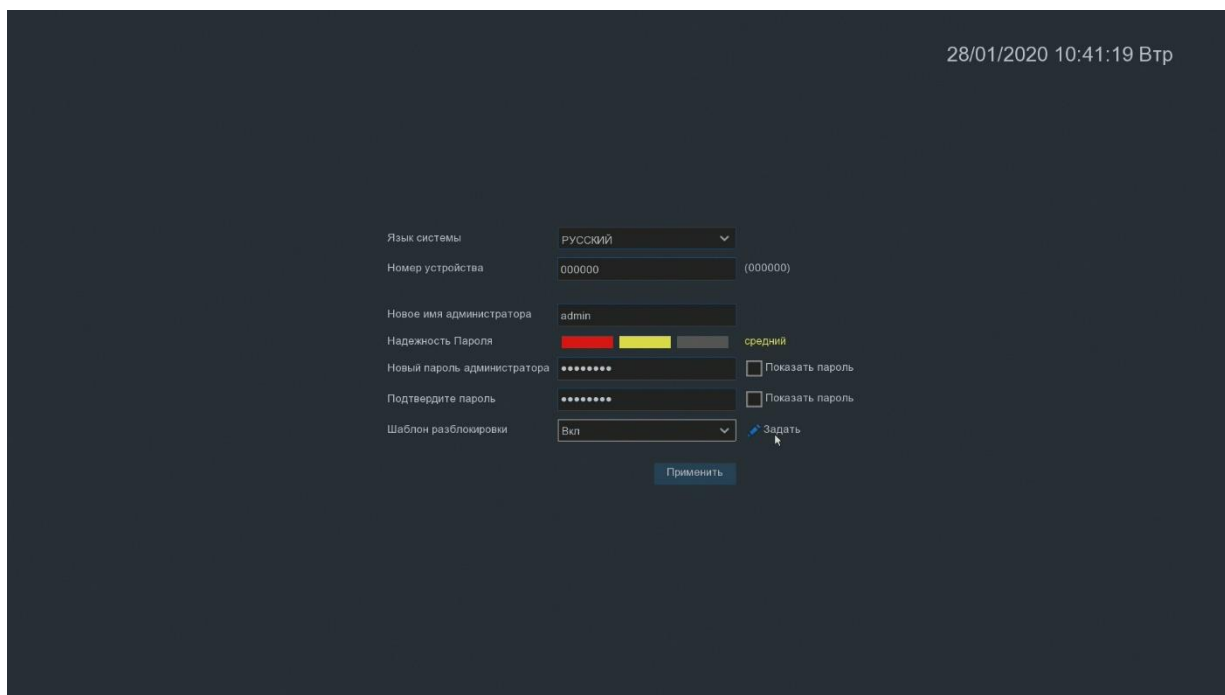 28/01/2020 10:41:19 Втр
Язык системы РУССКИЙ
Номер устройства 000000 (000000)
Новое имя администратора admin
Надежность Пароля средний
Новый пароль администратора •••••••• Показать пароль
Подтвердите пароль •••••••• Показать пароль
Шаблон разблокировки Вкл Задать
Применить